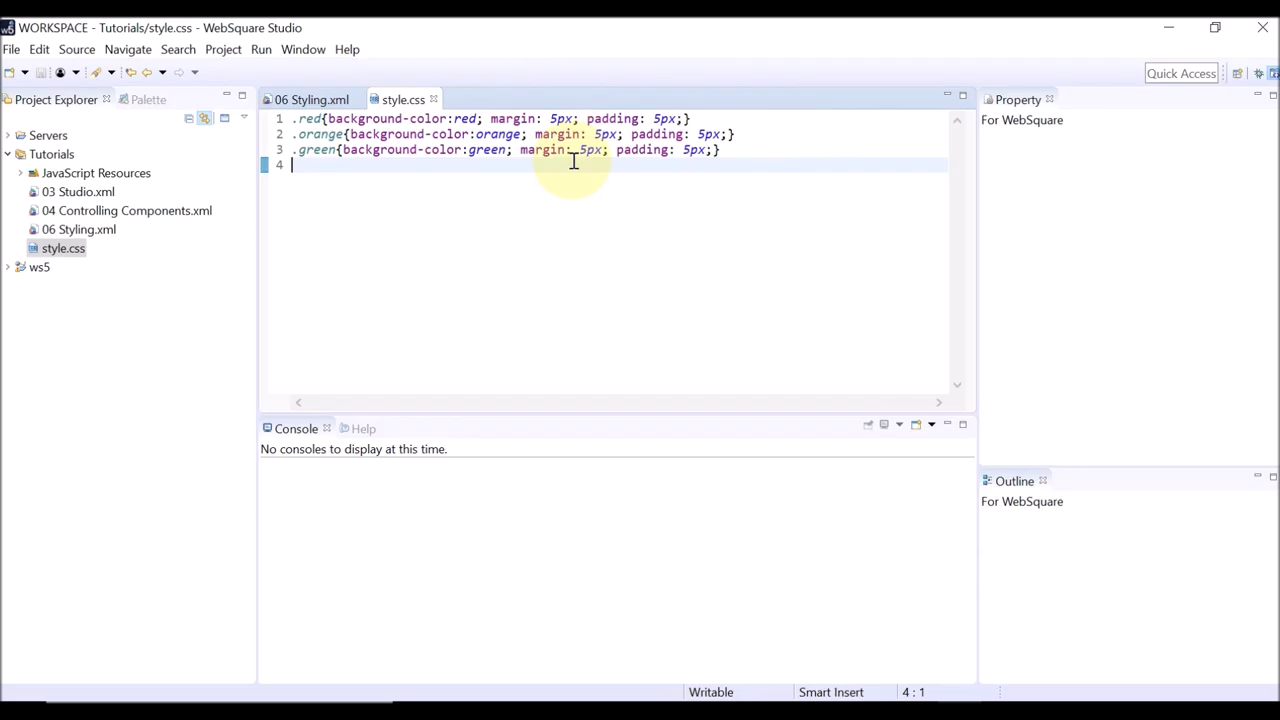 WORKSPACE - Tutorials/style.css - WebSquare Studio
File Edit Source Navigate Search Project Run Window Help
Quick Access
Project Explorer
Palette
Servers
Tutorials
JavaScript Resources
03 Studio.xml
04 Controlling Components.xml
06 Styling.xml
style.css
ws5
06 Styling.xml
style.css
1 .red{background-color:red; margin: 5px; padding: 5px;}
2 .orange{background-color:orange; margin: 5px; padding: 5px;}
3 .green{background-color:green; margin: 5px; padding: 5px;}
4
Console
Help
No consoles to display at this time.
Property
For WebSquare
Outline
For WebSquare
Writable
Smart Insert
4 : 1